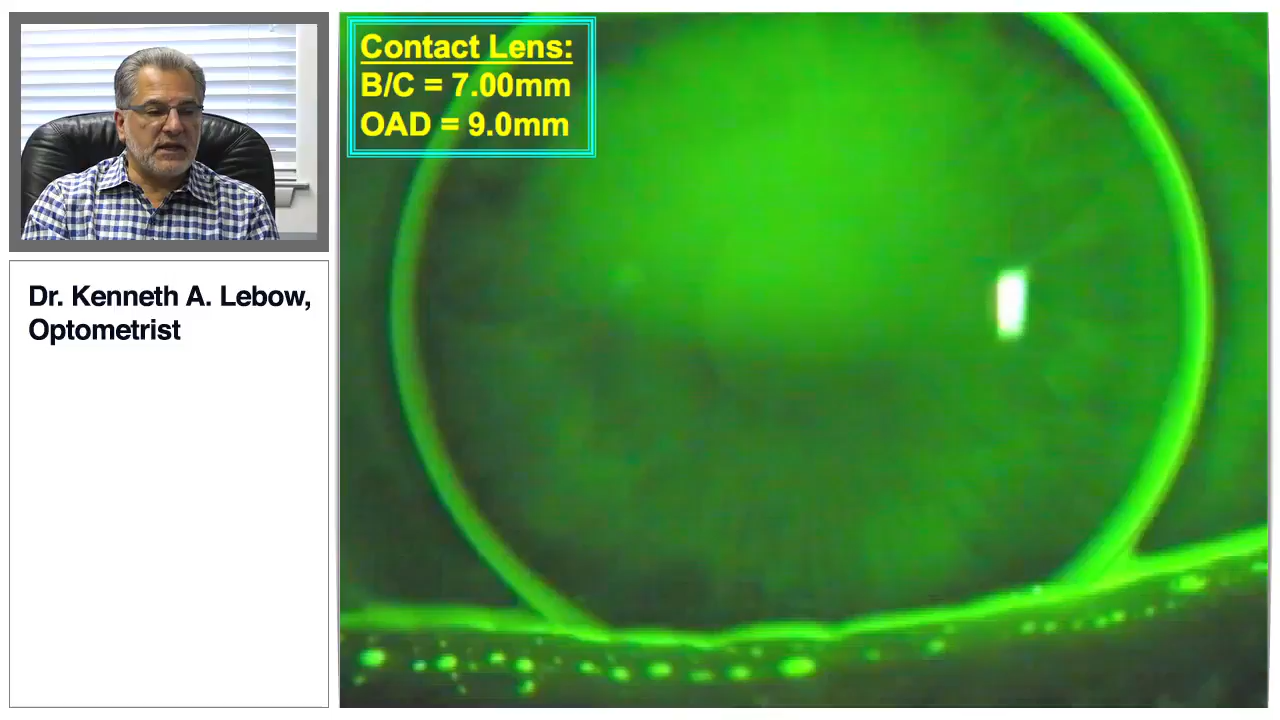 Contact Lens:
B/C = 7.00mm
OAD = 9.0mm
Dr. Kenneth A. Lebow,
Optometrist